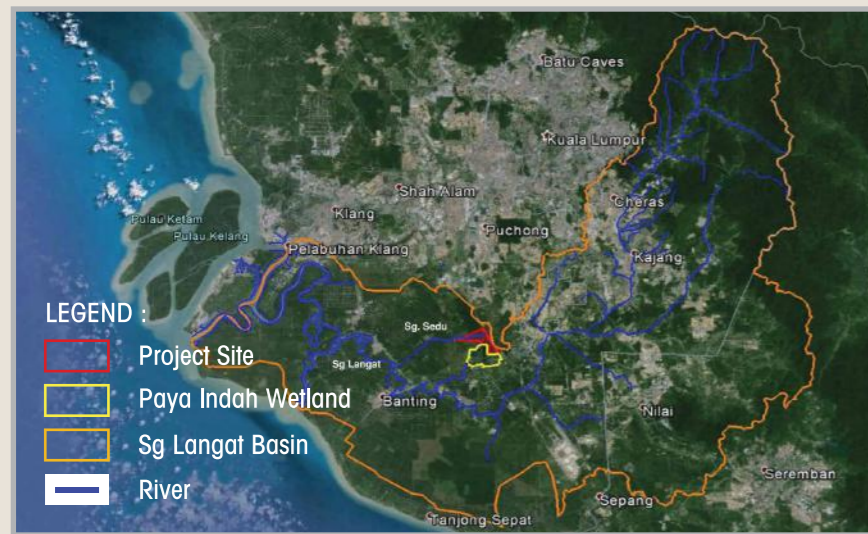 Batu Caves
Kuala Lumpur
Shah Alam
Cheras
Klang
Pulau Ketam
Puchong
Pulau Kelang
Pelabuhan Klang
Kajang
LEGEND :
Sg. Sedu
Project Site
Sg Langat
Paya Indah Wetland
Banting
Nilai
Sg Langat Basin
Seremban
River
Sepang
Tanjong Sepat